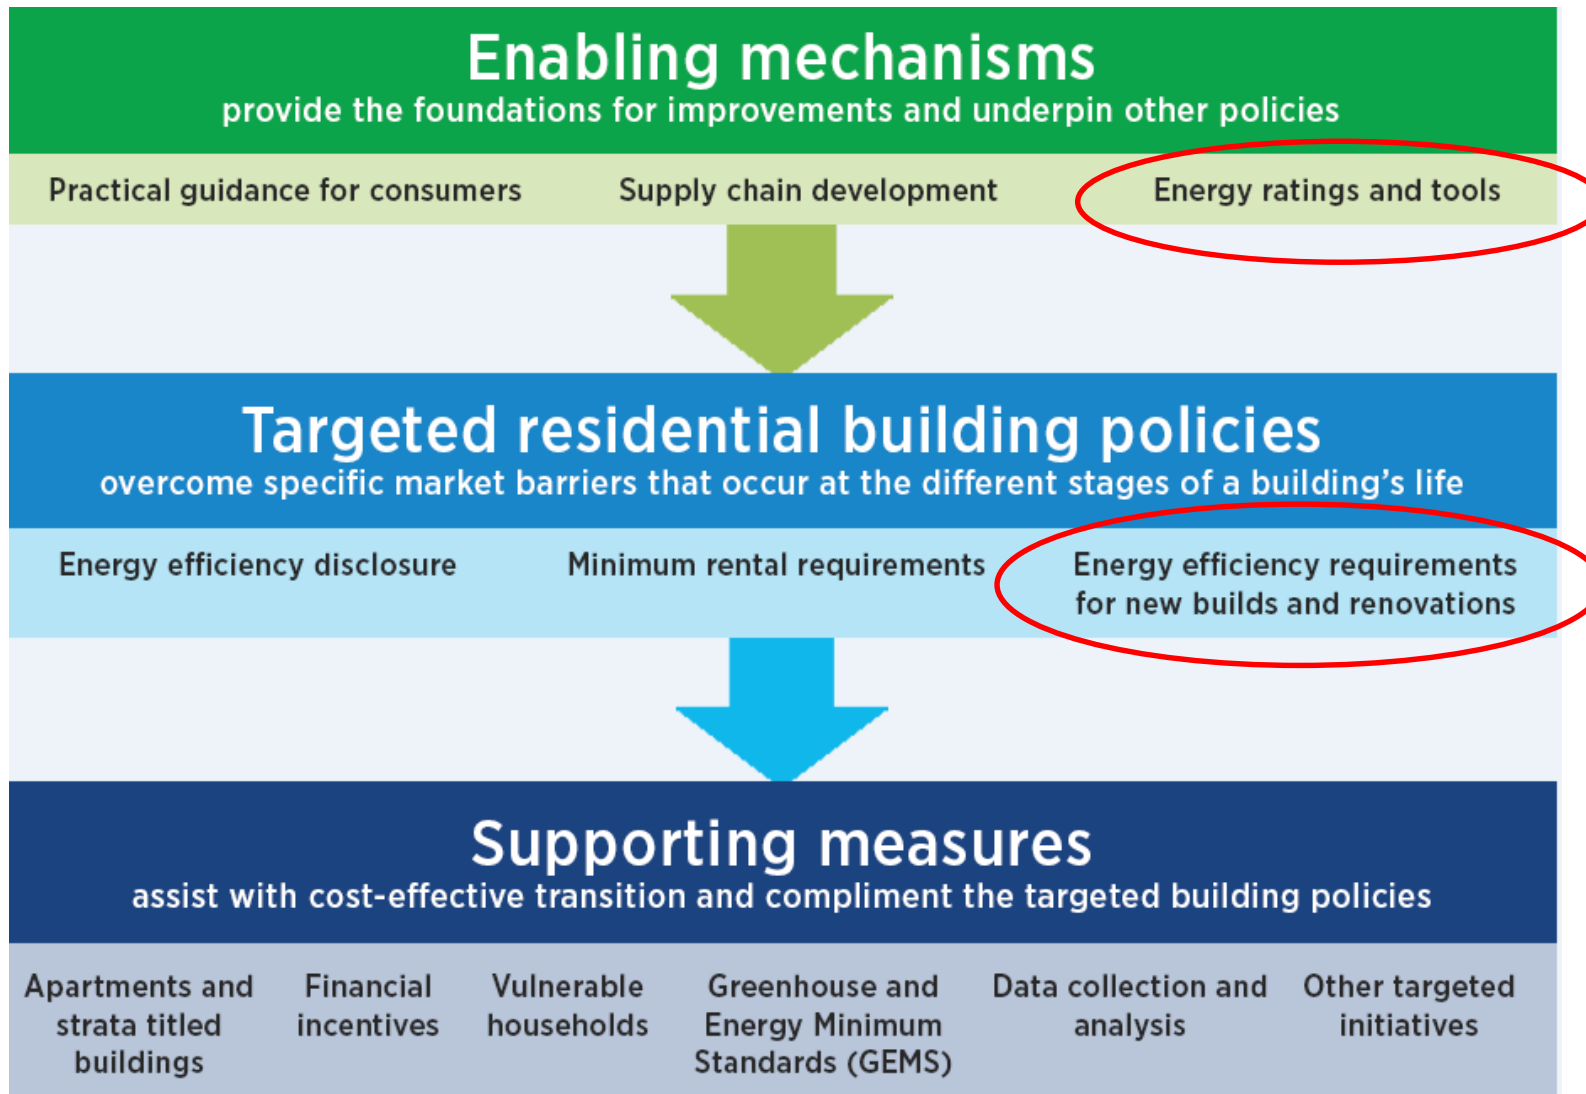 Enabling mechanisms
provide the foundations for improvements and underpin other policies
Practical guidance for consumers
Supply chain development
Energy ratings and tools
Targeted residential building policies
overcome specific market barriers that occur at the different stages of a building's life
Energy efficiency disclosure
Minimum rental requirements
Energy efficiency requirements
for new builds and renovations
Supporting measures
assist with cost-effective transition and compliment the targeted building policies
Apartments and
strata titled
buildings
Financial
incentives
Vulnerable
households
Greenhouse and
Energy Minimum
Standards (GEMS)
Data collection and
analysis
Other targeted
initiatives